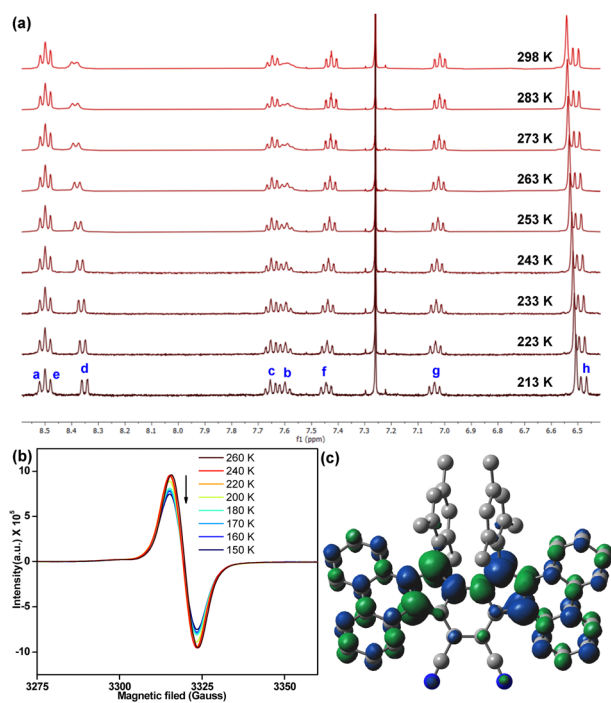 (a)
298 K
283 K
273 K
263 K
253 K
243 K
233 K
223 K
213 K
a e d c b f g h
8.5 8.4 8.3 8.2 8.1 8.0 7.9 7.8 7.7 7.6 7.5 7.4 7.3 7.2 7.1 7.0 6.9 6.8 6.7 6.6 6.5
f1 (ppm)
(b)
Intensity(a.u.) X 10⁵
10
5
0
-5
-10
260 K
240 K
220 K
200 K
180 K
170 K
160 K
150 K
3275 3300 3325 3350
Magnetic filed (Gauss)
(c)